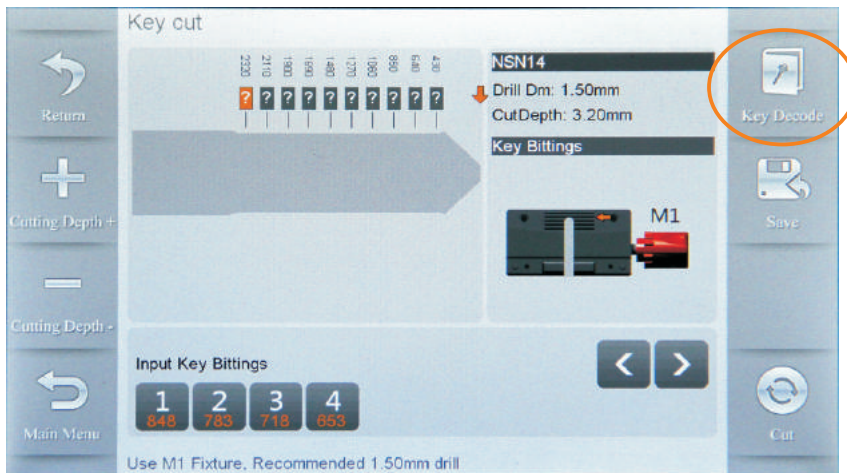 Key cut
Return
Cutting Depth +
Cutting Depth -
Main Menu
2320 2110 1900 1690 1480 1270 1060 850 640 430
? ? ? ? ? ? ? ? ? ?
NSN14
Drill Dm: 1.50mm
CutDepth: 3.20mm
Key Bittings
M1
Input Key Bittings
1 2 3 4
848 783 718 653
< >
Use M1 Fixture, Recommended 1.50mm drill
Key Decode
Save
Cut